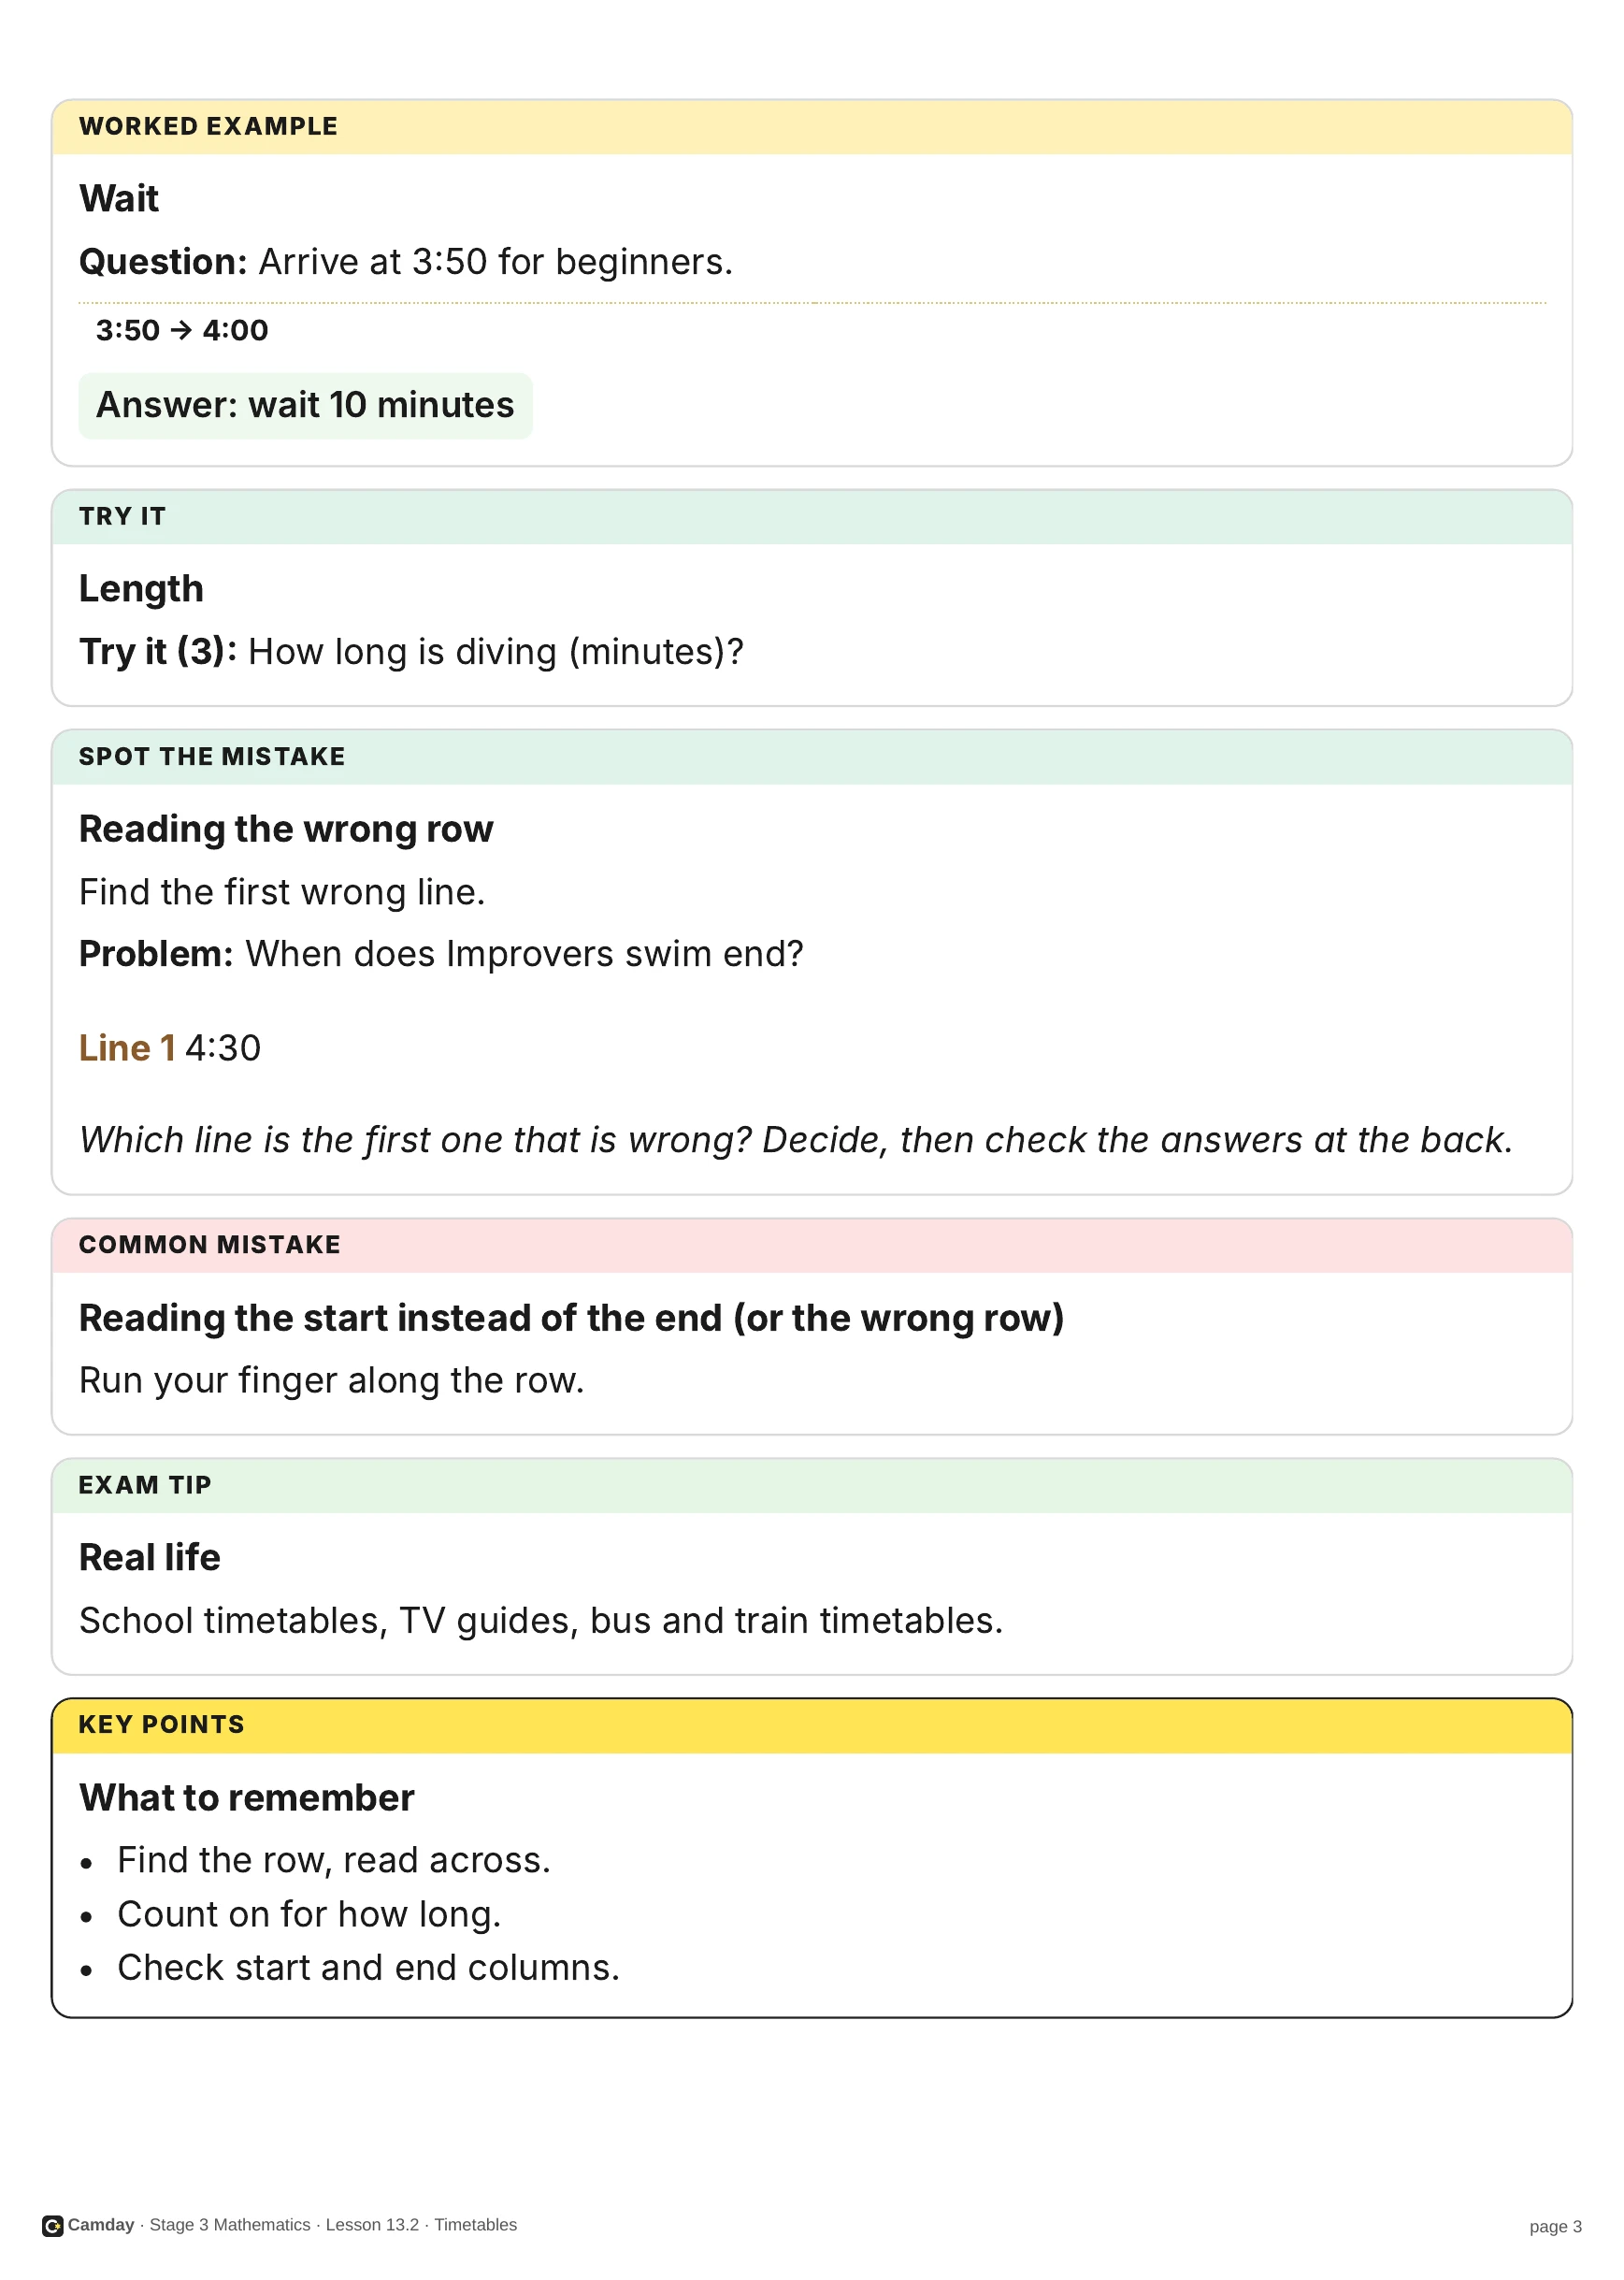 WORKED EXAMPLE
Wait
Question: Arrive at 3:50 for beginners.
3:50 → 4:00
Answer: wait 10 minutes
TRY IT
Length
Try it (3): How long is diving (minutes)?
SPOT THE MISTAKE
Reading the wrong row
Find the first wrong line.
Problem: When does Improvers swim end?
Line 1 4:30
Which line is the first one that is wrong? Decide, then check the answers at the back.
COMMON MISTAKE
Reading the start instead of the end (or the wrong row)
Run your finger along the row.
EXAM TIP
Real life
School timetables, TV guides, bus and train timetables.
KEY POINTS
What to remember
• Find the row, read across.
• Count on for how long.
• Check start and end columns.
Camday · Stage 3 Mathematics · Lesson 13.2 · Timetables
page 3